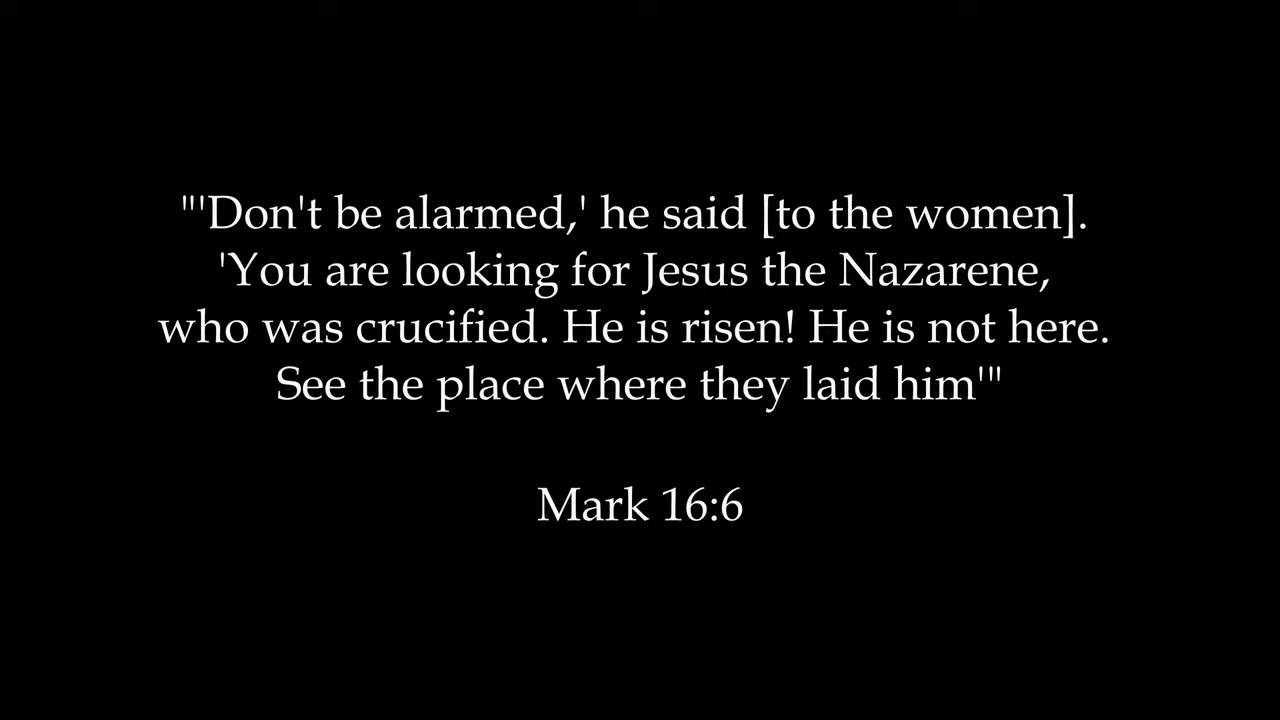 "'Don't be alarmed,' he said [to the women].
'You are looking for Jesus the Nazarene,
who was crucified. He is risen! He is not here.
See the place where they laid him'"
Mark 16:6